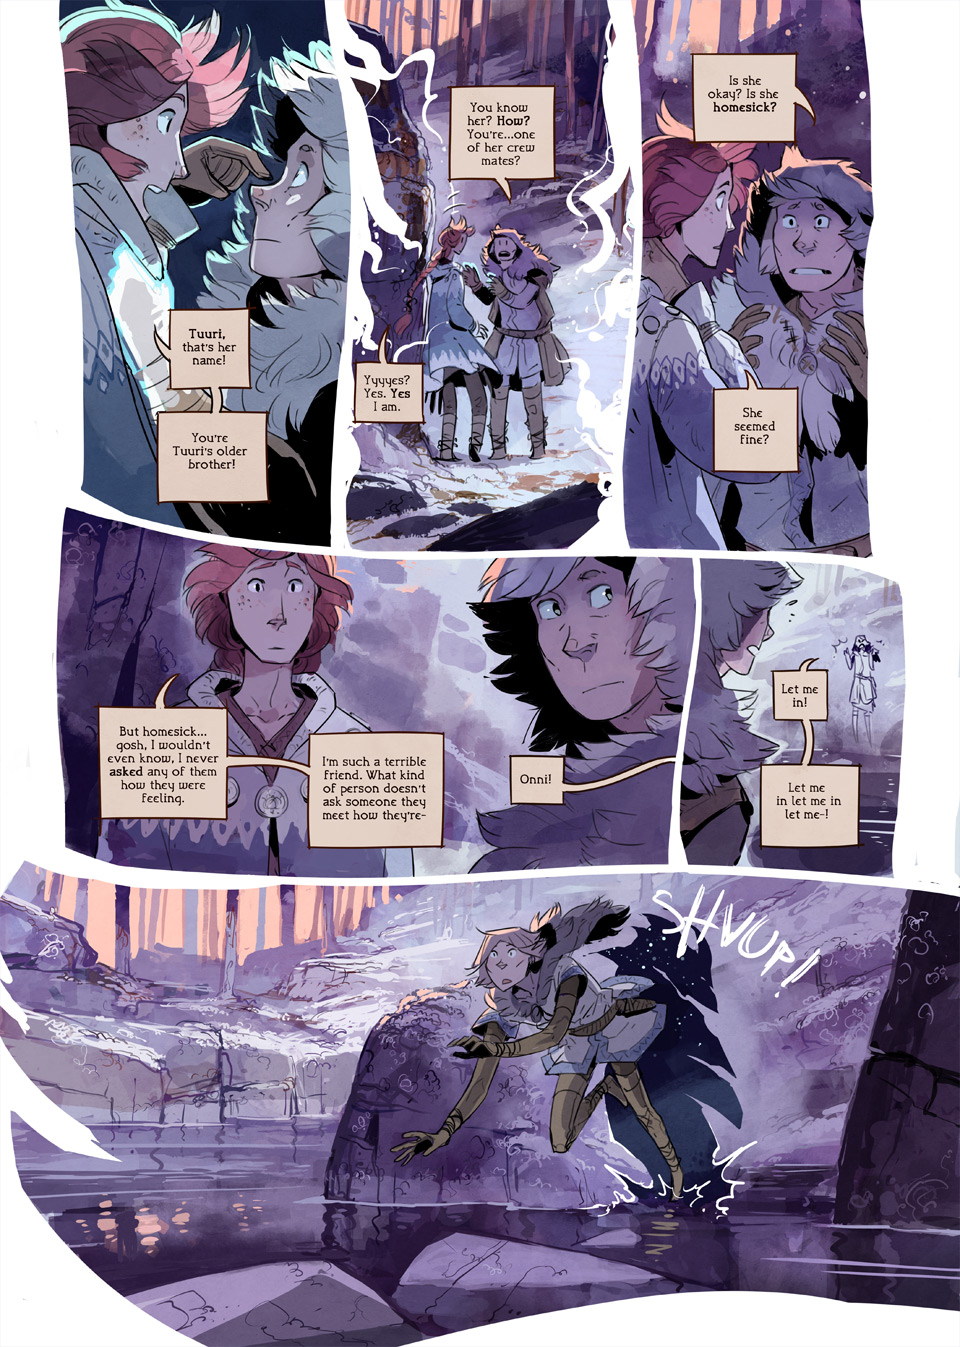 Tuuri,
that's her
name!
You're
Tuuri's older
brother!
You know
her? How?
You're...one
of her crew
mates?
Yyyyes?
Yes. Yes
I am.
Is she
okay? Is she
homesick?
She
seemed
fine?
But homesick...
gosh, I wouldn't
even know, I never
asked any of them
how they were
feeling.
I'm such a terrible
friend. What kind
of person doesn't
ask someone they
meet how they're-
Onni!
Let me
in!
Let me
in let me in
let me-!
SHVUP!